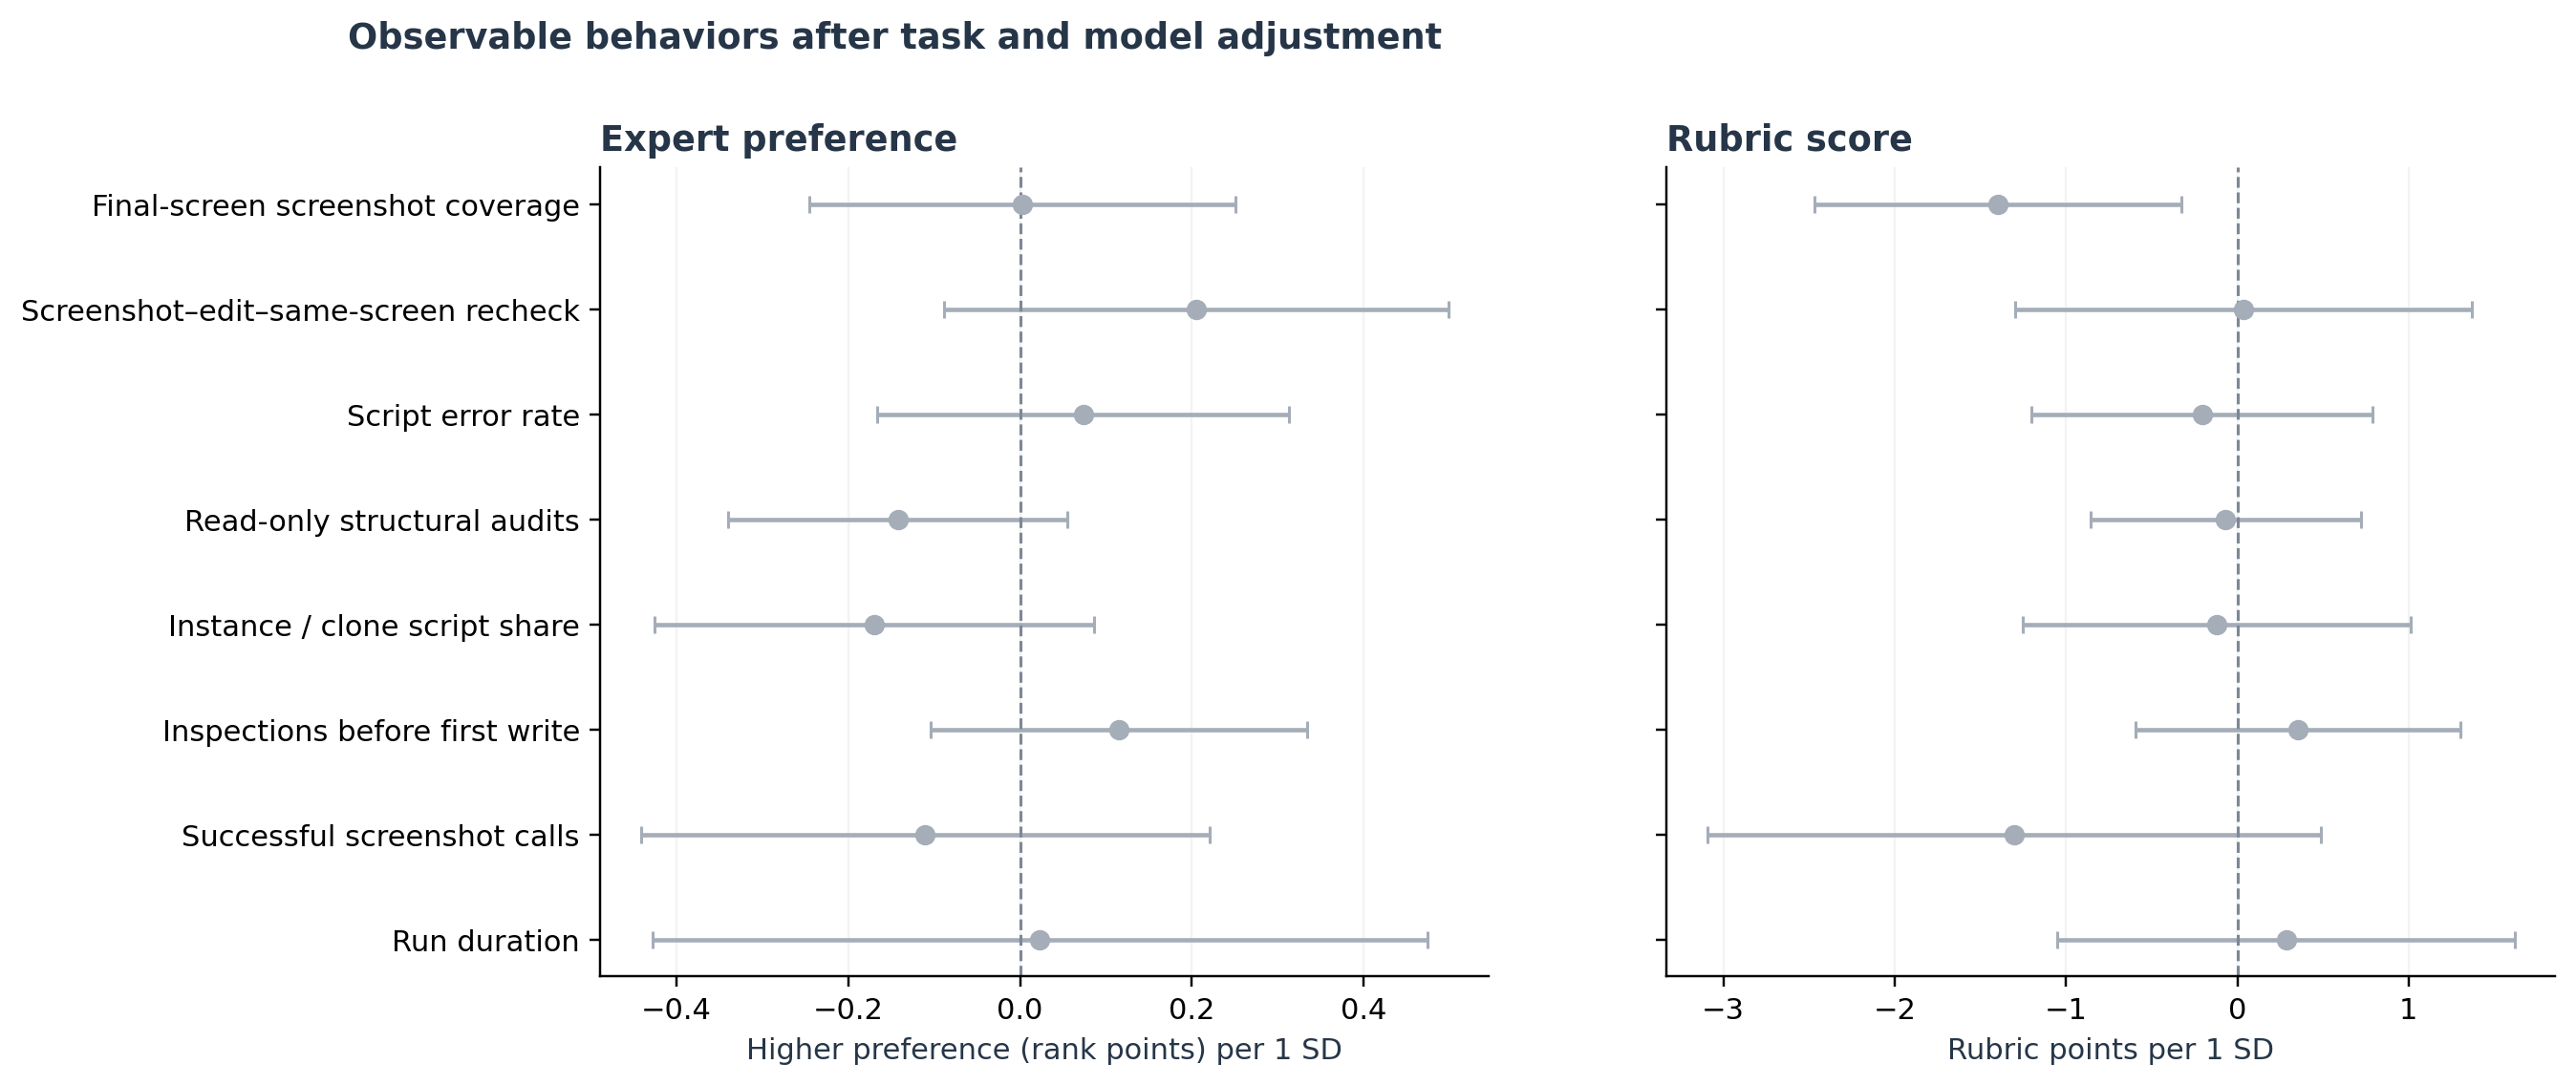 Observable behaviors after task and model adjustment
Expert preference
Rubric score
Final-screen screenshot coverage
Screenshot–edit–same-screen recheck
Script error rate
Read-only structural audits
Instance / clone script share
Inspections before first write
Successful screenshot calls
Run duration
−0.4 −0.2 0.0 0.2 0.4
−3 −2 −1 0 1
Higher preference (rank points) per 1 SD
Rubric points per 1 SD